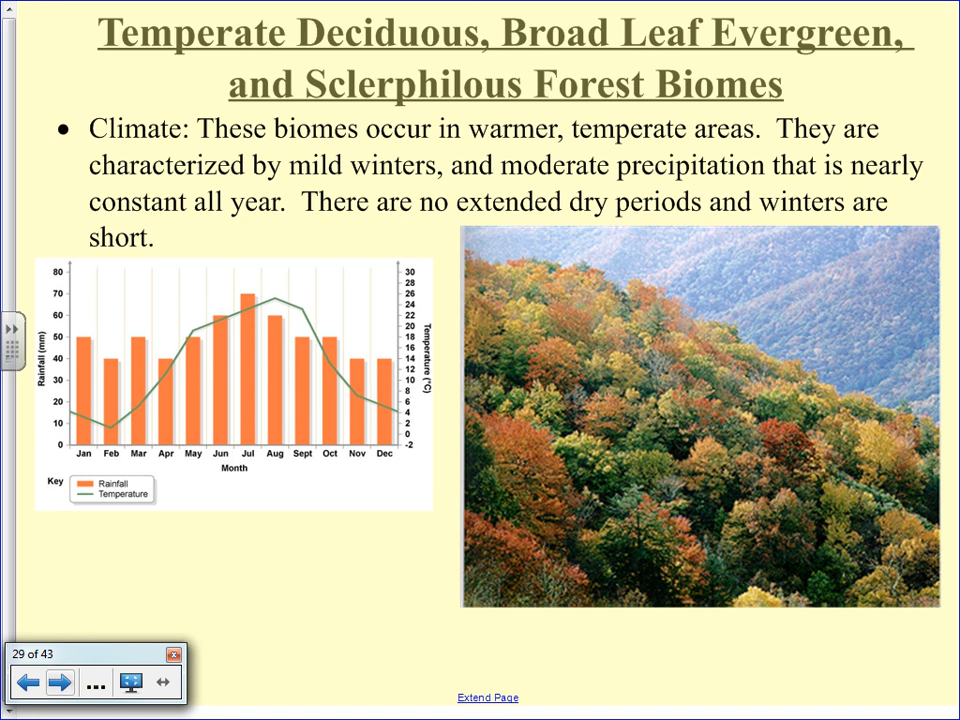 Temperate Deciduous, Broad Leaf Evergreen,
and Sclerphilous Forest Biomes
• Climate: These biomes occur in warmer, temperate areas. They are
characterized by mild winters, and moderate precipitation that is nearly
constant all year. There are no extended dry periods and winters are
short.
80
70
60
50
40
30
20
10
0
Rainfall (mm)
30
28
26
24
22
20
18
16
14
12
10
8
6
4
2
0
-2
Temperature (°C)
Jan Feb Mar Apr May Jun Jul Aug Sept Oct Nov Dec
Month
Key
Rainfall
Temperature
29 of 43
...
Extend Page